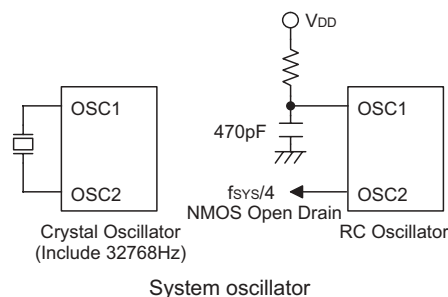 OSC1
OSC2
Crystal Oscillator
(Include 32768Hz)
VDD
470pF
OSC1
fSYS/4
NMOS Open Drain
OSC2
RC Oscillator
System oscillator